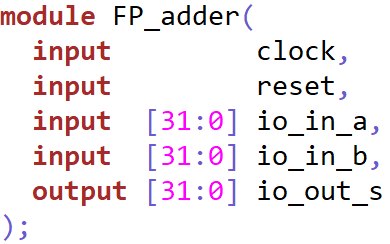 module FP_adder(
  input         clock,
  input         reset,
  input  [31:0] io_in_a,
  input  [31:0] io_in_b,
  output [31:0] io_out_s
);